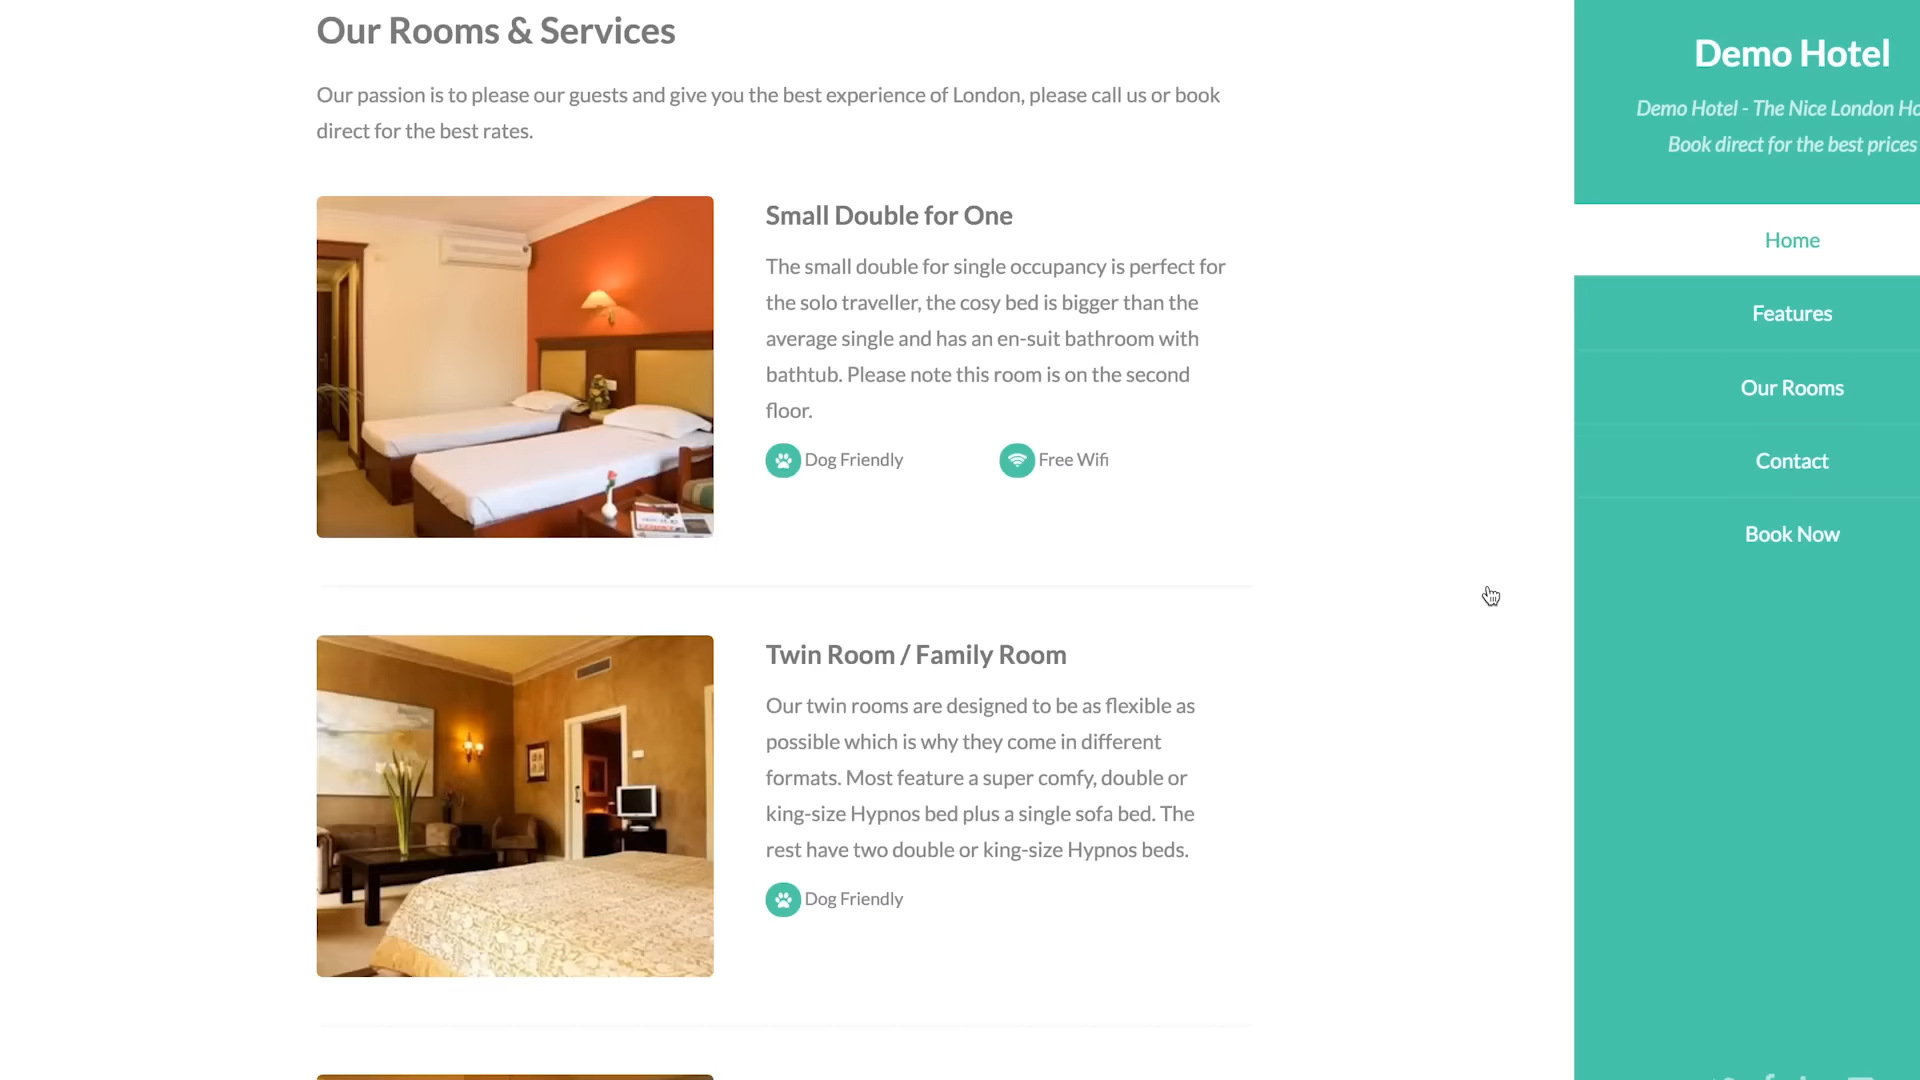 Our Rooms & Services
Our passion is to please our guests and give you the best experience of London, please call us or book
direct for the best rates.
Small Double for One
The small double for single occupancy is perfect for
the solo traveller, the cosy bed is bigger than the
average single and has an en-suit bathroom with
bathtub. Please note this room is on the second
floor.
Dog Friendly
Free Wifi
Twin Room / Family Room
Our twin rooms are designed to be as flexible as
possible which is why they come in different
formats. Most feature a super comfy, double or
king-size Hypnos bed plus a single sofa bed. The
rest have two double or king-size Hypnos beds.
Dog Friendly
Demo Hotel
Demo Hotel - The Nice London
Book direct for the best prices
Home
Features
Our Rooms
Contact
Book Now